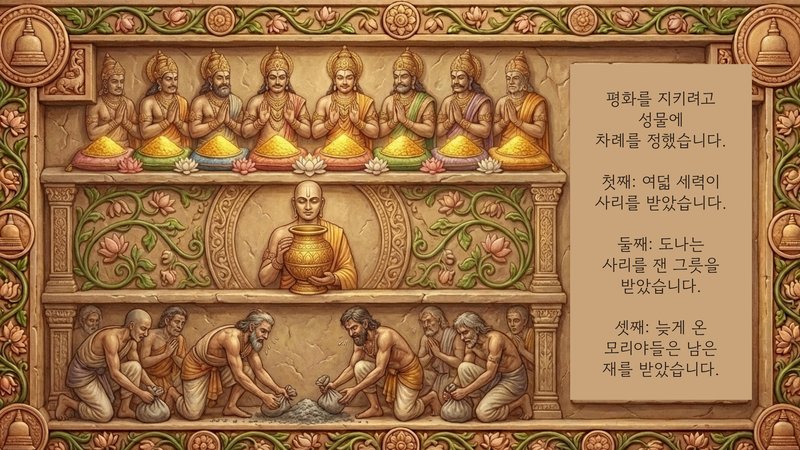 평화를 지키려고
성물에
차례를 정했습니다.
첫째: 여덟 세력이
사리를 받았습니다.
둘째: 도나는
사리를 잰 그릇을
받았습니다.
셋째: 늦게 온
모리야들은 남은
재를 받았습니다.